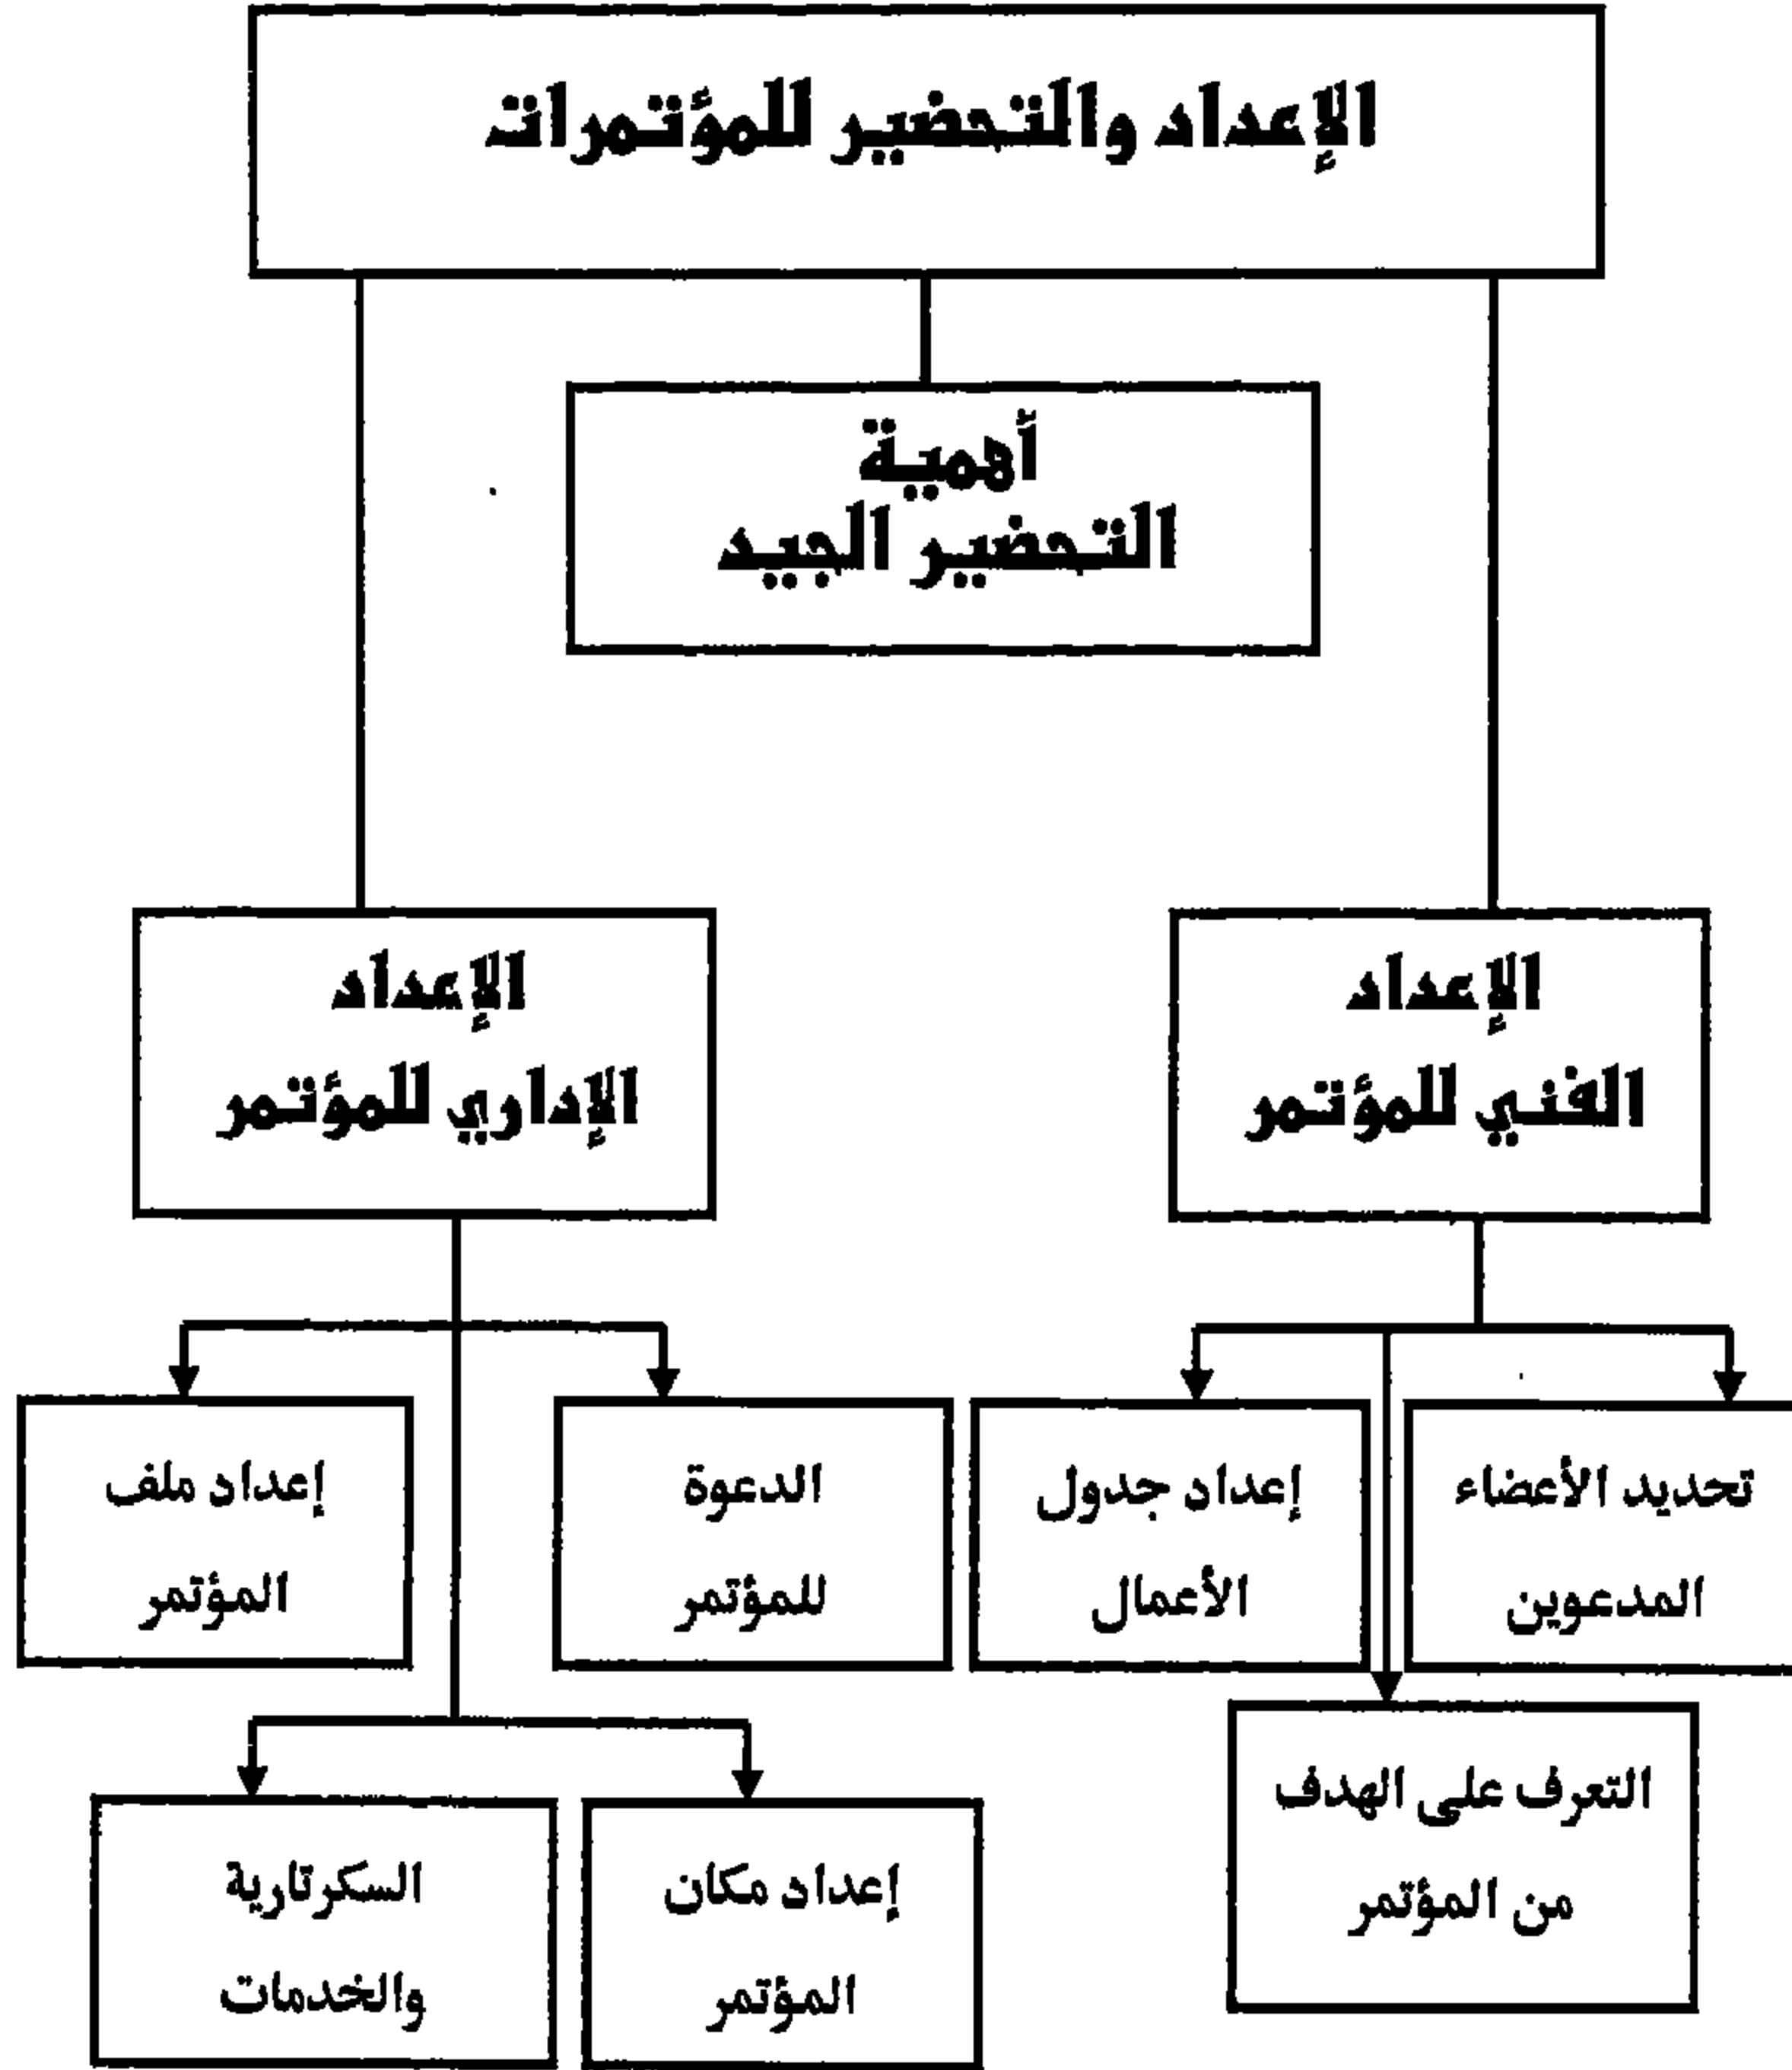 الإعداد والتحضير للمؤتمرات
أهمية
التحضير الجيد
الإعداد
الفني للمؤتمر
الإعداد
الإداري للمؤتمر
تحديد الأعضاء
المدعوين
إعداد جدول
الأعمال
التعرف على الهدف
من المؤتمر
الدعوة
للمؤتمر
إعداد ملف
المؤتمر
إعداد مكان
المؤتمر
السكرتارية
والخدمات